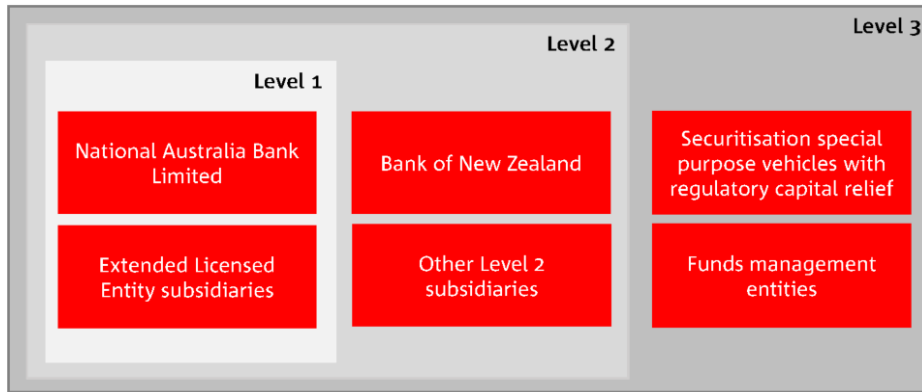 Level 3
Level 2
Level 1
National Australia Bank
Limited
Bank of New Zealand
Securitisation special
purpose vehicles with
regulatory capital relief
Extended Licensed
Entity subsidiaries
Other Level 2
subsidiaries
Funds management
entities